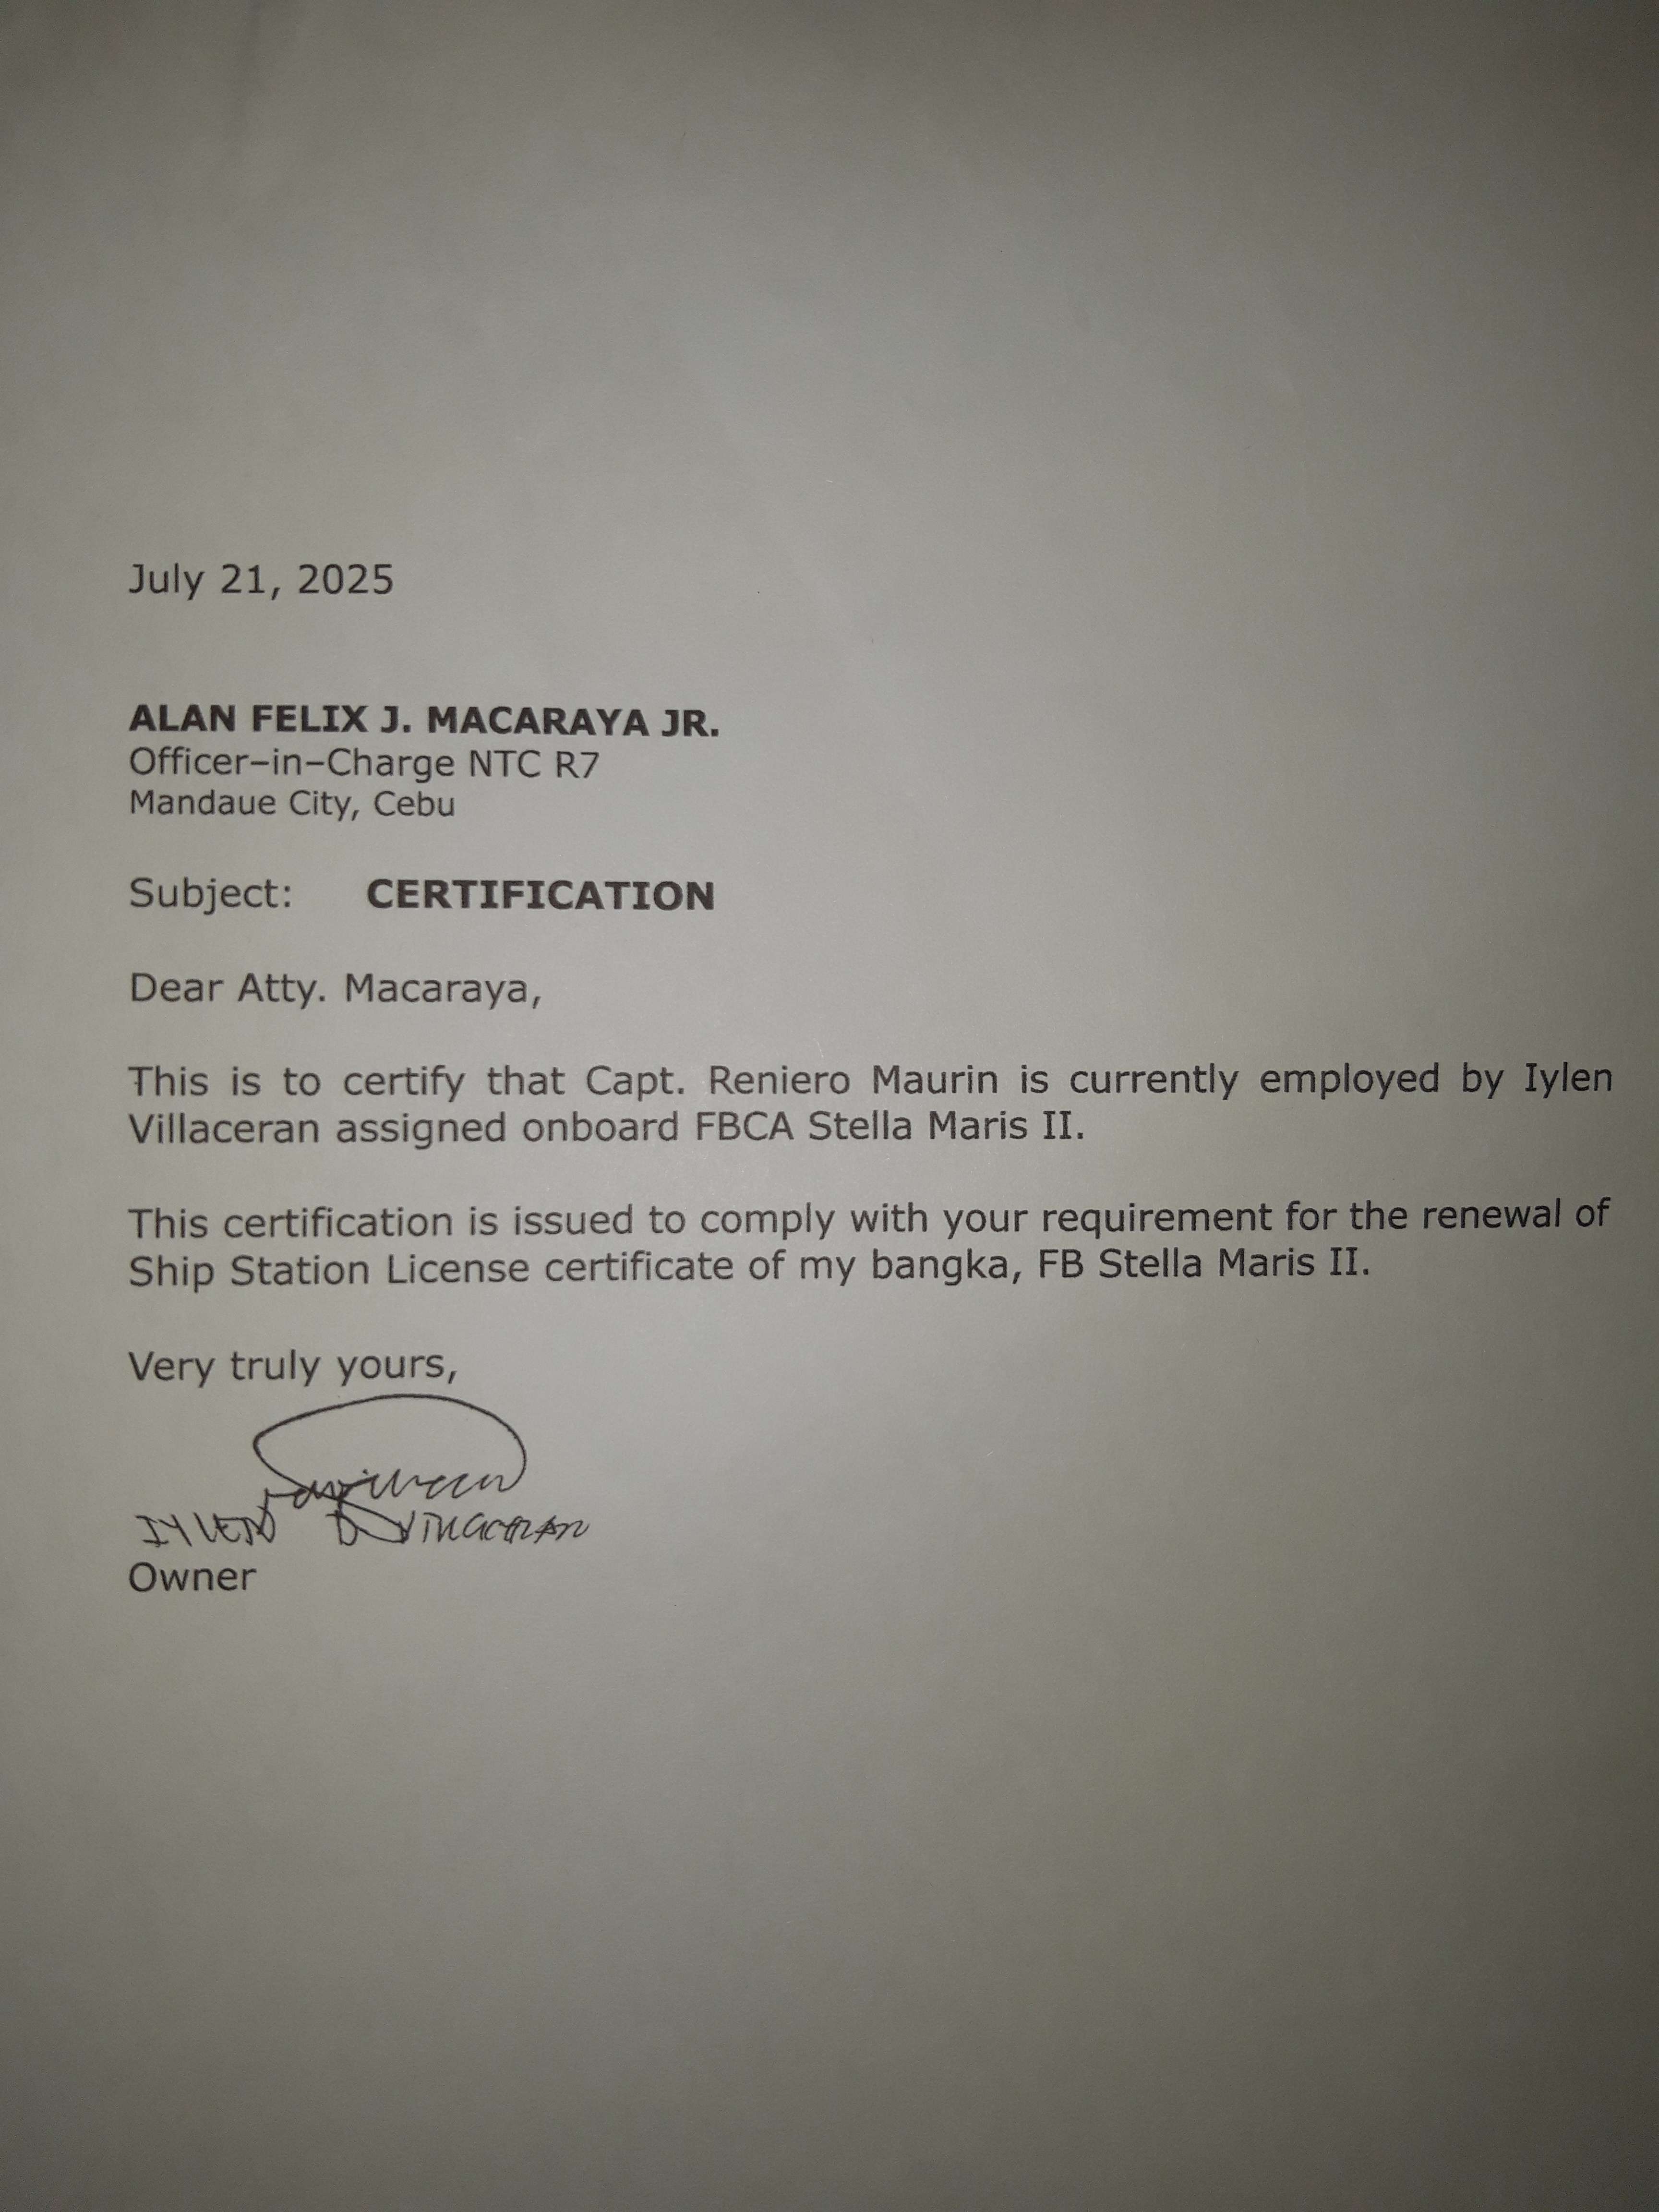 July 21, 2025
ALAN FELIX J. MACARAYA JR.
Officer–in–Charge NTC R7
Mandaue City, Cebu
Subject: CERTIFICATION
Dear Atty. Macaraya,
This is to certify that Capt. Reniero Maurin is currently employed by Iylen
Villaceran assigned onboard FBCA Stella Maris II.
This certification is issued to comply with your requirement for the renewal of
Ship Station License certificate of my bangka, FB Stella Maris II.
Very truly yours,
IYLEN D VILLACERAN
Owner